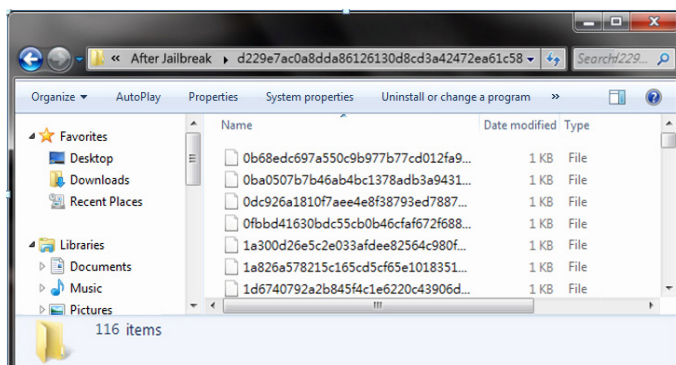 « After Jailbreak ▸ d229e7ac0a8dda86126130d8cd3a42472ea61c58
Search d229...
Organize AutoPlay Properties System properties Uninstall or change a program »
Favorites
Desktop
Downloads
Recent Places
Libraries
Documents
Music
Pictures
Name Date modified Type
0b68edc697a550c9b977b77cd012fa9... 1 KB File
0ba0507b7b46ab4bc1378adb3a9431... 1 KB File
0dc926a1810f7aee4e8f38793ed7887... 1 KB File
0fbbd41630bdc55cb0b46cfaf672f688... 1 KB File
1a300d26e5c2e033afdee82564c980f... 1 KB File
1a826a578215c165cd5cf65e1018351... 1 KB File
1d6740792a2b845f4c1e6220c43906d... 1 KB File
116 items